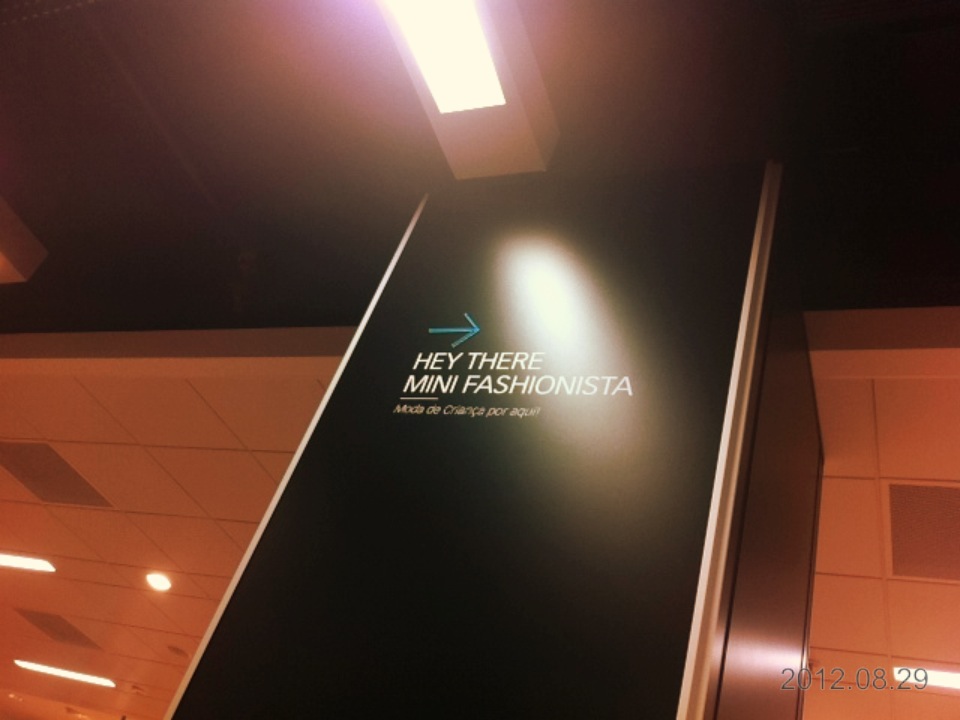 HEY THERE
MINI FASHIONISTA
Moda de Criança por aqui!
2012.08.29